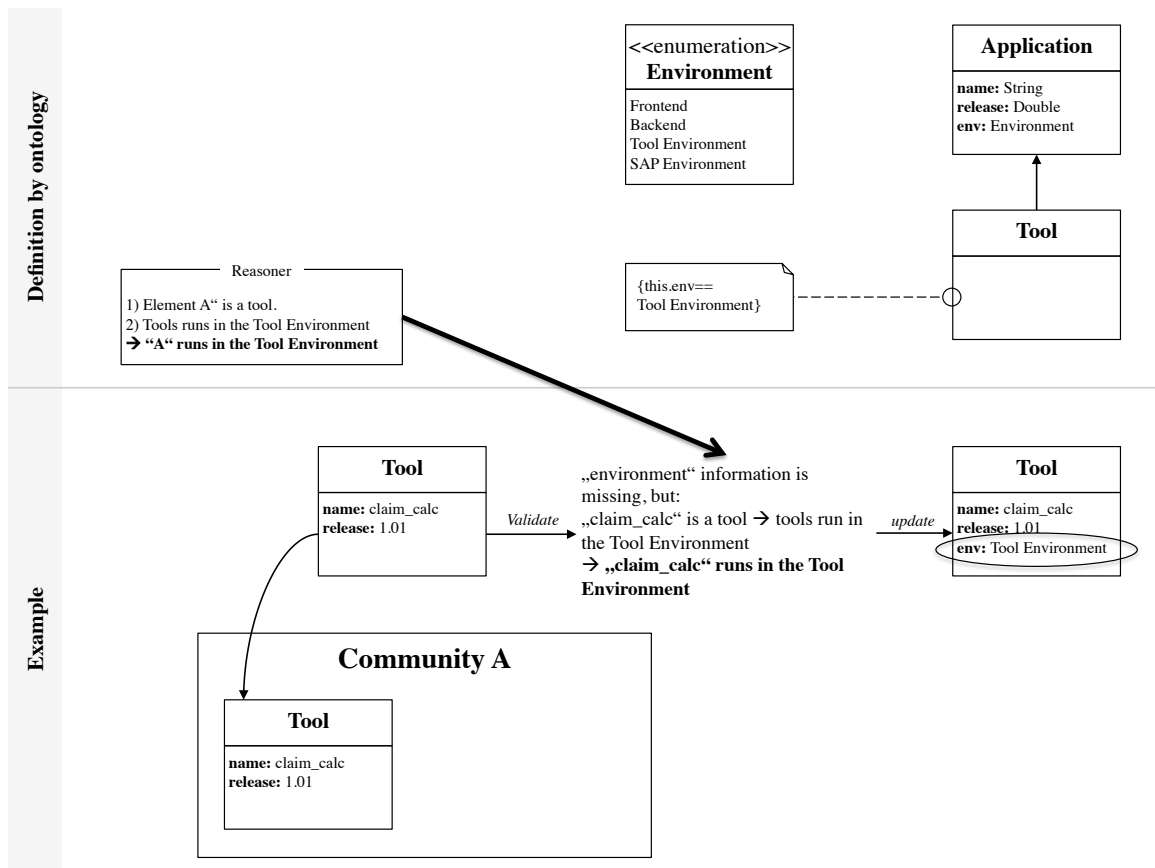 Definition by ontology
<<enumeration>>
Environment
Frontend
Backend
Tool Environment
SAP Environment
Application
name: String
release: Double
env: Environment
Tool
{this.env==
Tool Environment}
Reasoner
1) Element A“ is a tool.
2) Tools runs in the Tool Environment
→ “A“ runs in the Tool Environment
Example
Tool
name: claim_calc
release: 1.01
Validate
„environment“ information is
missing, but:
„claim_calc“ is a tool → tools run in
the Tool Environment
→ „claim_calc“ runs in the Tool
Environment
update
Tool
name: claim_calc
release: 1.01
env: Tool Environment
Community A
Tool
name: claim_calc
release: 1.01